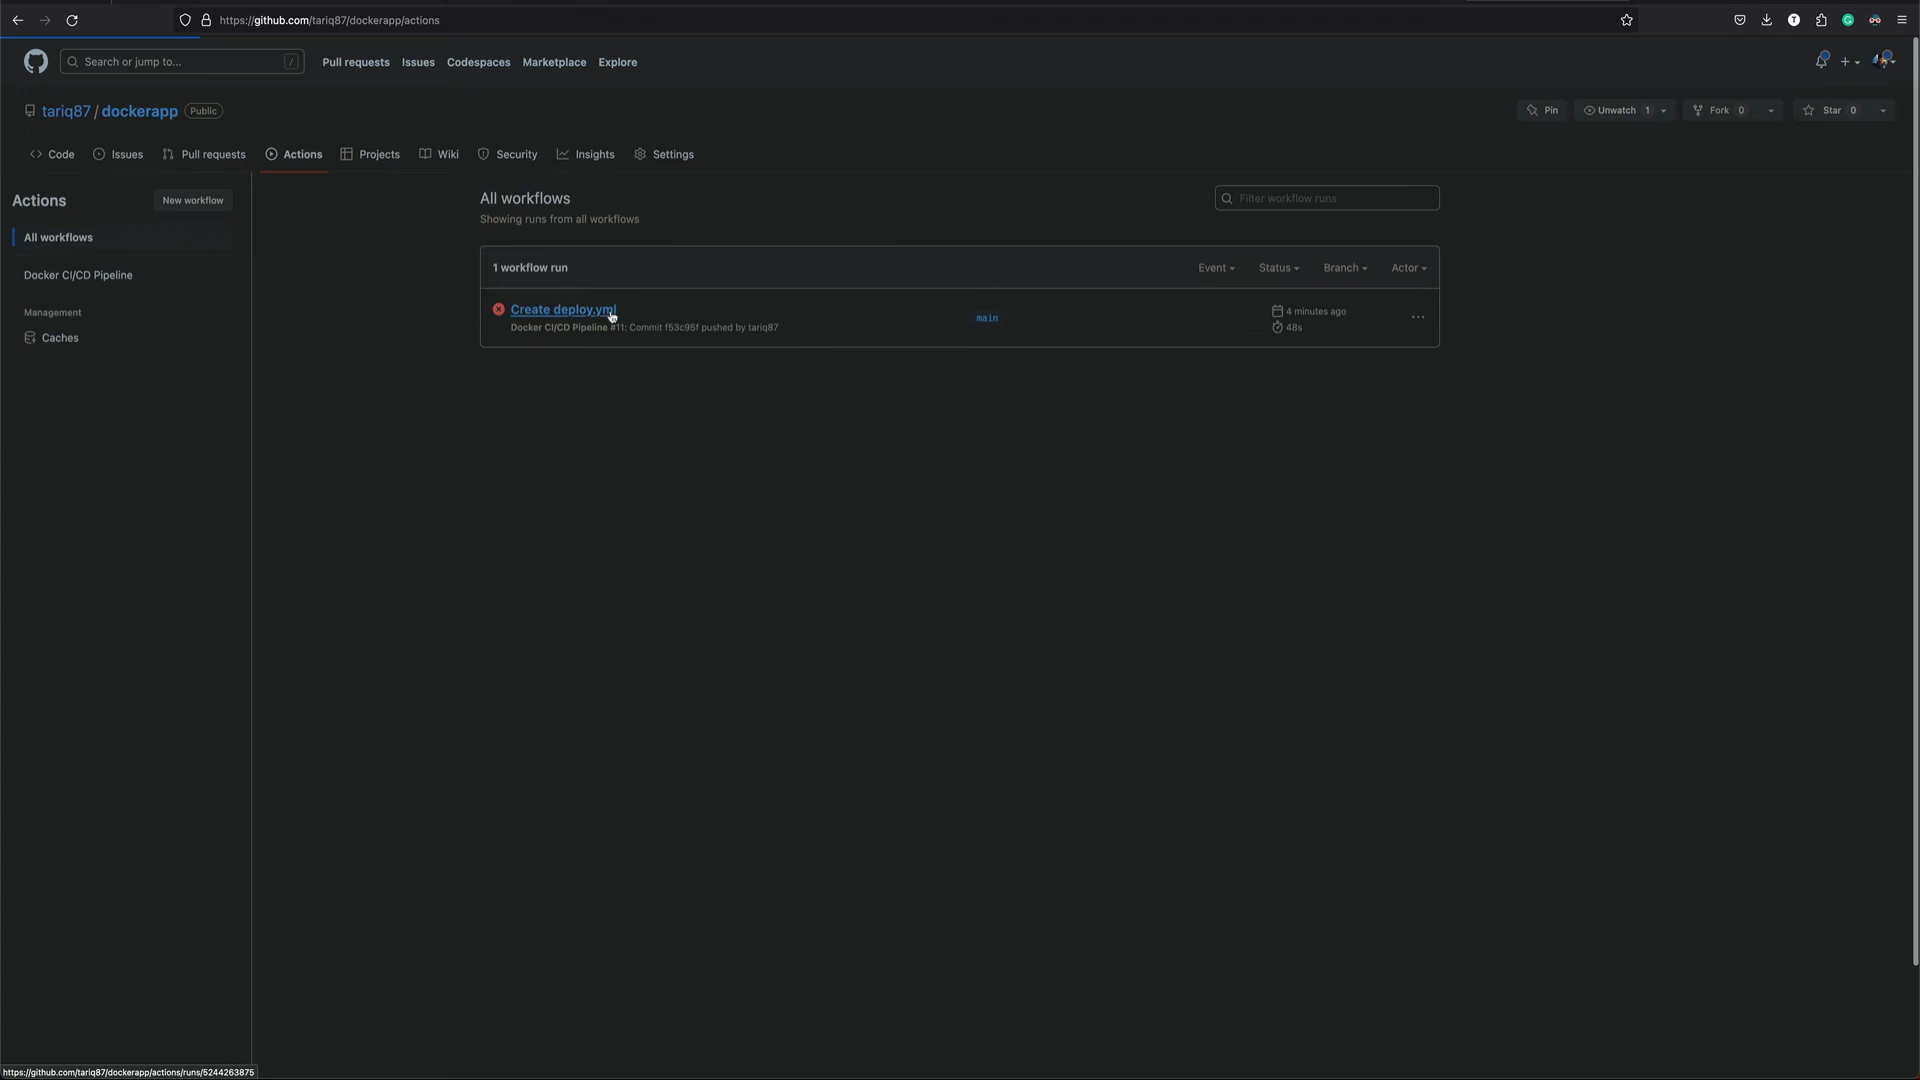 https://github.com/tariq87/dockerapp/actions
Search or jump to...
/
Pull requests
Issues
Codespaces
Marketplace
Explore
tariq87 / dockerapp
Public
Pin
Unwatch 1
Fork 0
Star 0
Code
Issues
Pull requests
Actions
Projects
Wiki
Security
Insights
Settings
Actions
New workflow
All workflows
Docker CI/CD Pipeline
Management
Caches
All workflows
Showing runs from all workflows
Filter workflow runs
1 workflow run
Event
Status
Branch
Actor
Create deploy.yml
Docker CI/CD Pipeline #11: Commit f53c95f pushed by tariq87
main
4 minutes ago
48s
https://github.com/tariq87/dockerapp/actions/runs/5244263875